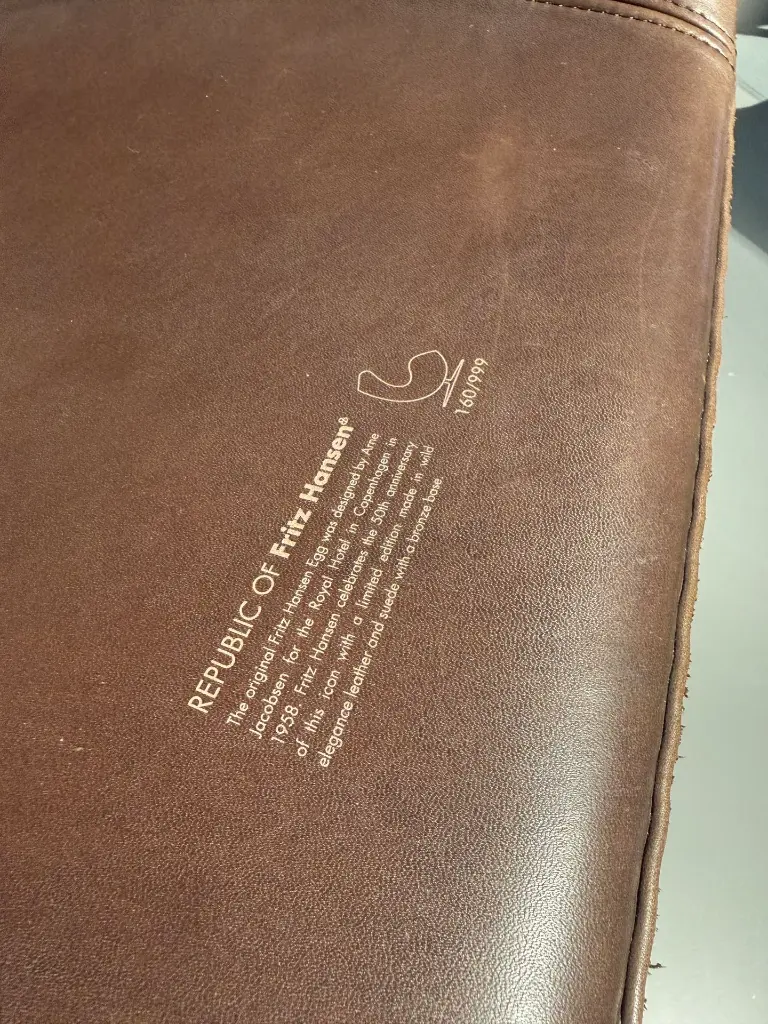 REPUBLIC OF Fritz Hansen®
The original Fritz Hansen Egg was designed by Arne
Jacobsen for the Royal Hotel in Copenhagen in
1958. Fritz Hansen celebrates the 50th anniversary
of this icon with a limited edition made in wild
elegance leather and suede with a bronze base.
160/999